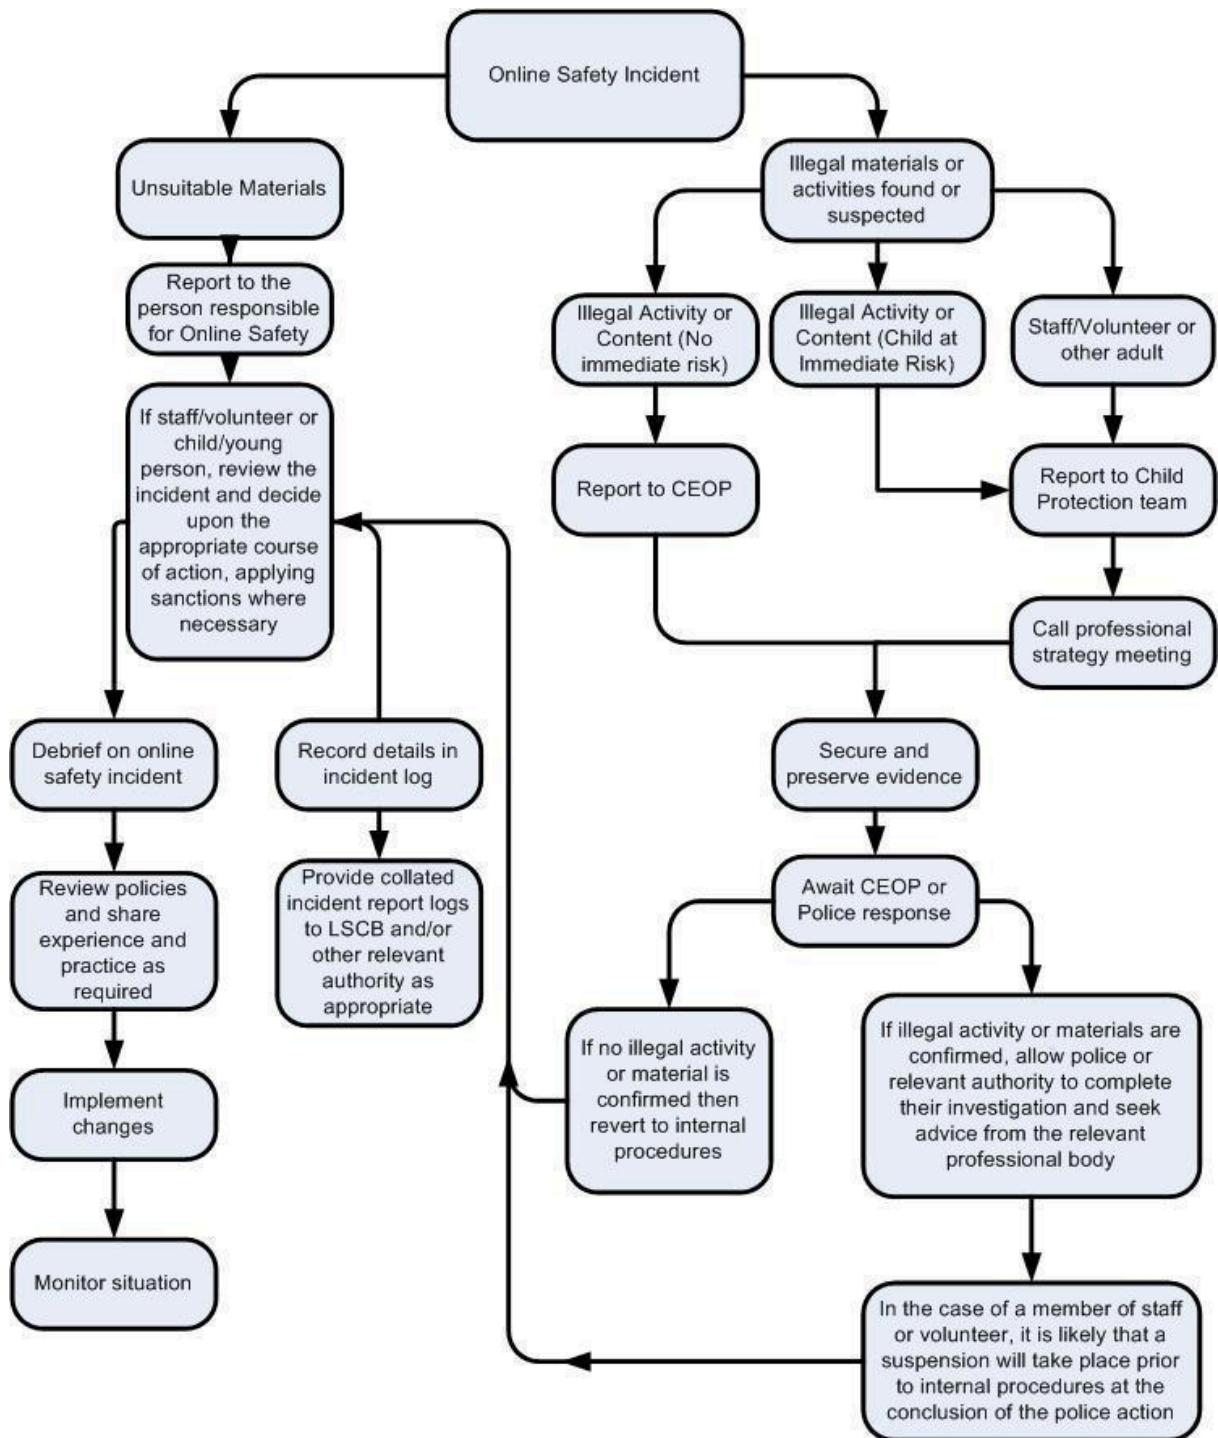 Online Safety Incident
Unsuitable Materials
Report to the
person responsible
for Online Safety
If staff/volunteer or
child/young
person, review the
incident and decide
upon the
appropriate course
of action, applying
sanctions where
necessary
Debrief on online
safety incident
Review policies
and share
experience and
practice as
required
Implement
changes
Monitor situation
Record details in
incident log
Provide collated
incident report logs
to LSCB and/or
other relevant
authority as
appropriate
Illegal materials or
activities found or
suspected
Illegal Activity or
Content (No
immediate risk)
Illegal Activity or
Content (Child at
Immediate Risk)
Staff/Volunteer or
other adult
Report to CEOP
Report to Child
Protection team
Call professional
strategy meeting
Secure and
preserve evidence
Await CEOP or
Police response
If no illegal activity
or material is
confirmed then
revert to internal
procedures
If illegal activity or materials are
confirmed, allow police or
relevant authority to complete
their investigation and seek
advice from the relevant
professional body
In the case of a member of staff
or volunteer, it is likely that a
suspension will take place prior
to internal procedures at the
conclusion of the police action